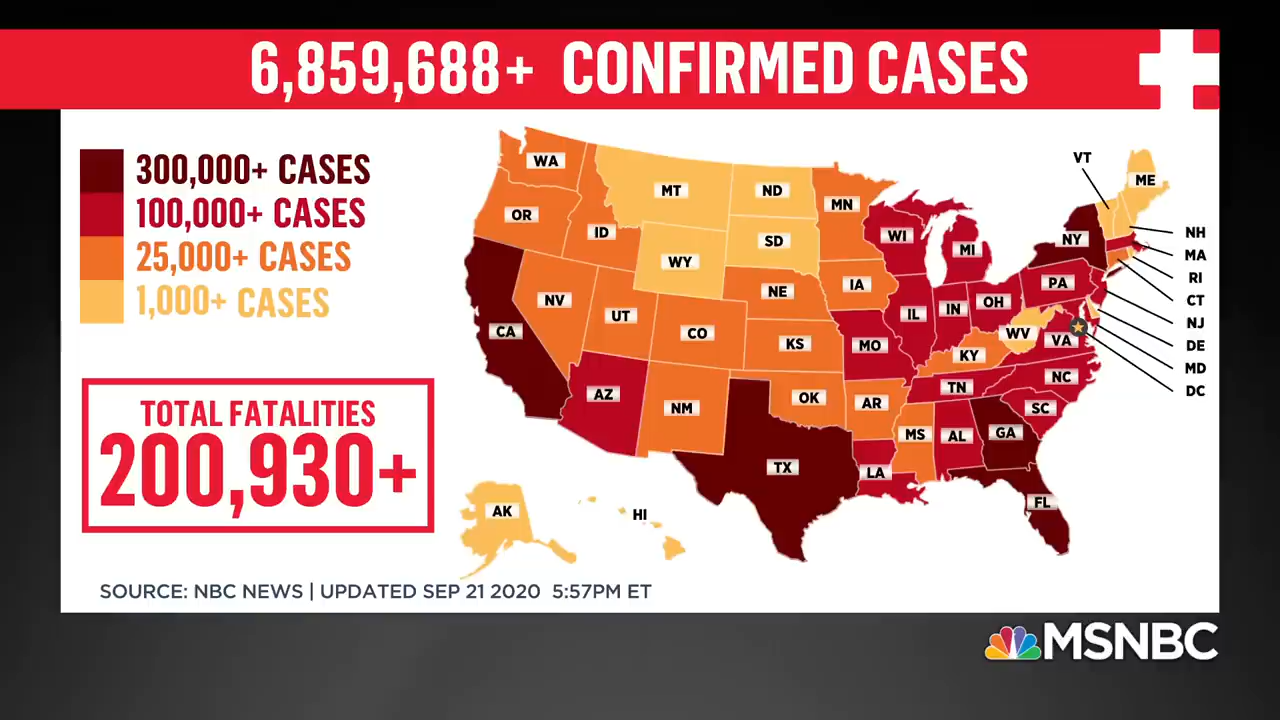 6,859,688+ CONFIRMED CASES
300,000+ CASES
100,000+ CASES
25,000+ CASES
1,000+ CASES
TOTAL FATALITIES
200,930+
WA
MT
ND
MN
VT
ME
OR
ID
SD
WI
MI
NY
NH
WY
MA
NV
UT
NE
IA
PA
RI
CA
CO
KS
IL
IN
OH
CT
MO
KY
WV
VA
NJ
DE
AZ
NM
OK
AR
TN
NC
MD
DC
TX
LA
MS
AL
GA
SC
FL
AK
HI
SOURCE: NBC NEWS | UPDATED SEP 21 2020 5:57PM ET
MSNBC